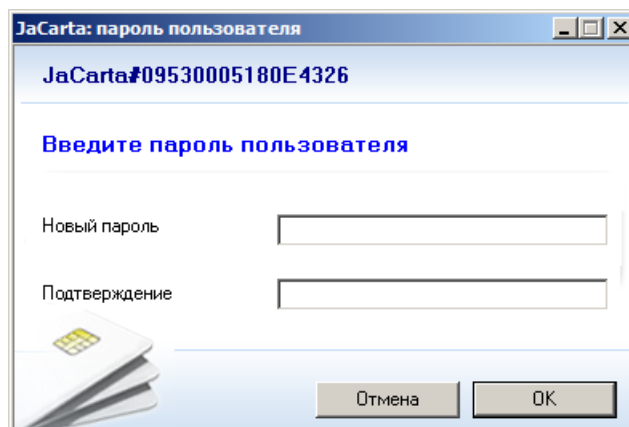 JaCarta: пароль пользователя
JaCarta#09530005180E4326
Введите пароль пользователя
Новый пароль
Подтверждение
Отмена
OK